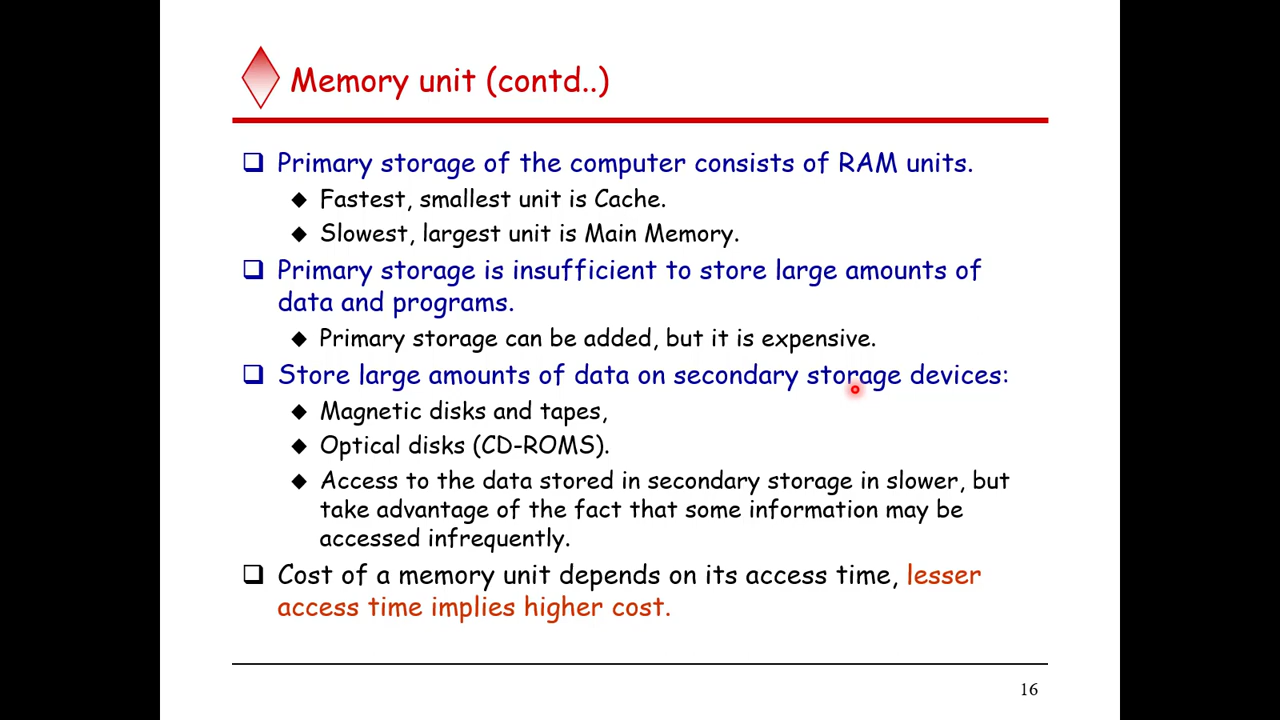 Memory unit (contd..)
Primary storage of the computer consists of RAM units.
Fastest, smallest unit is Cache.
Slowest, largest unit is Main Memory.
Primary storage is insufficient to store large amounts of
data and programs.
Primary storage can be added, but it is expensive.
Store large amounts of data on secondary storage devices:
Magnetic disks and tapes,
Optical disks (CD-ROMS).
Access to the data stored in secondary storage in slower, but
take advantage of the fact that some information may be
accessed infrequently.
Cost of a memory unit depends on its access time, lesser
access time implies higher cost.
16